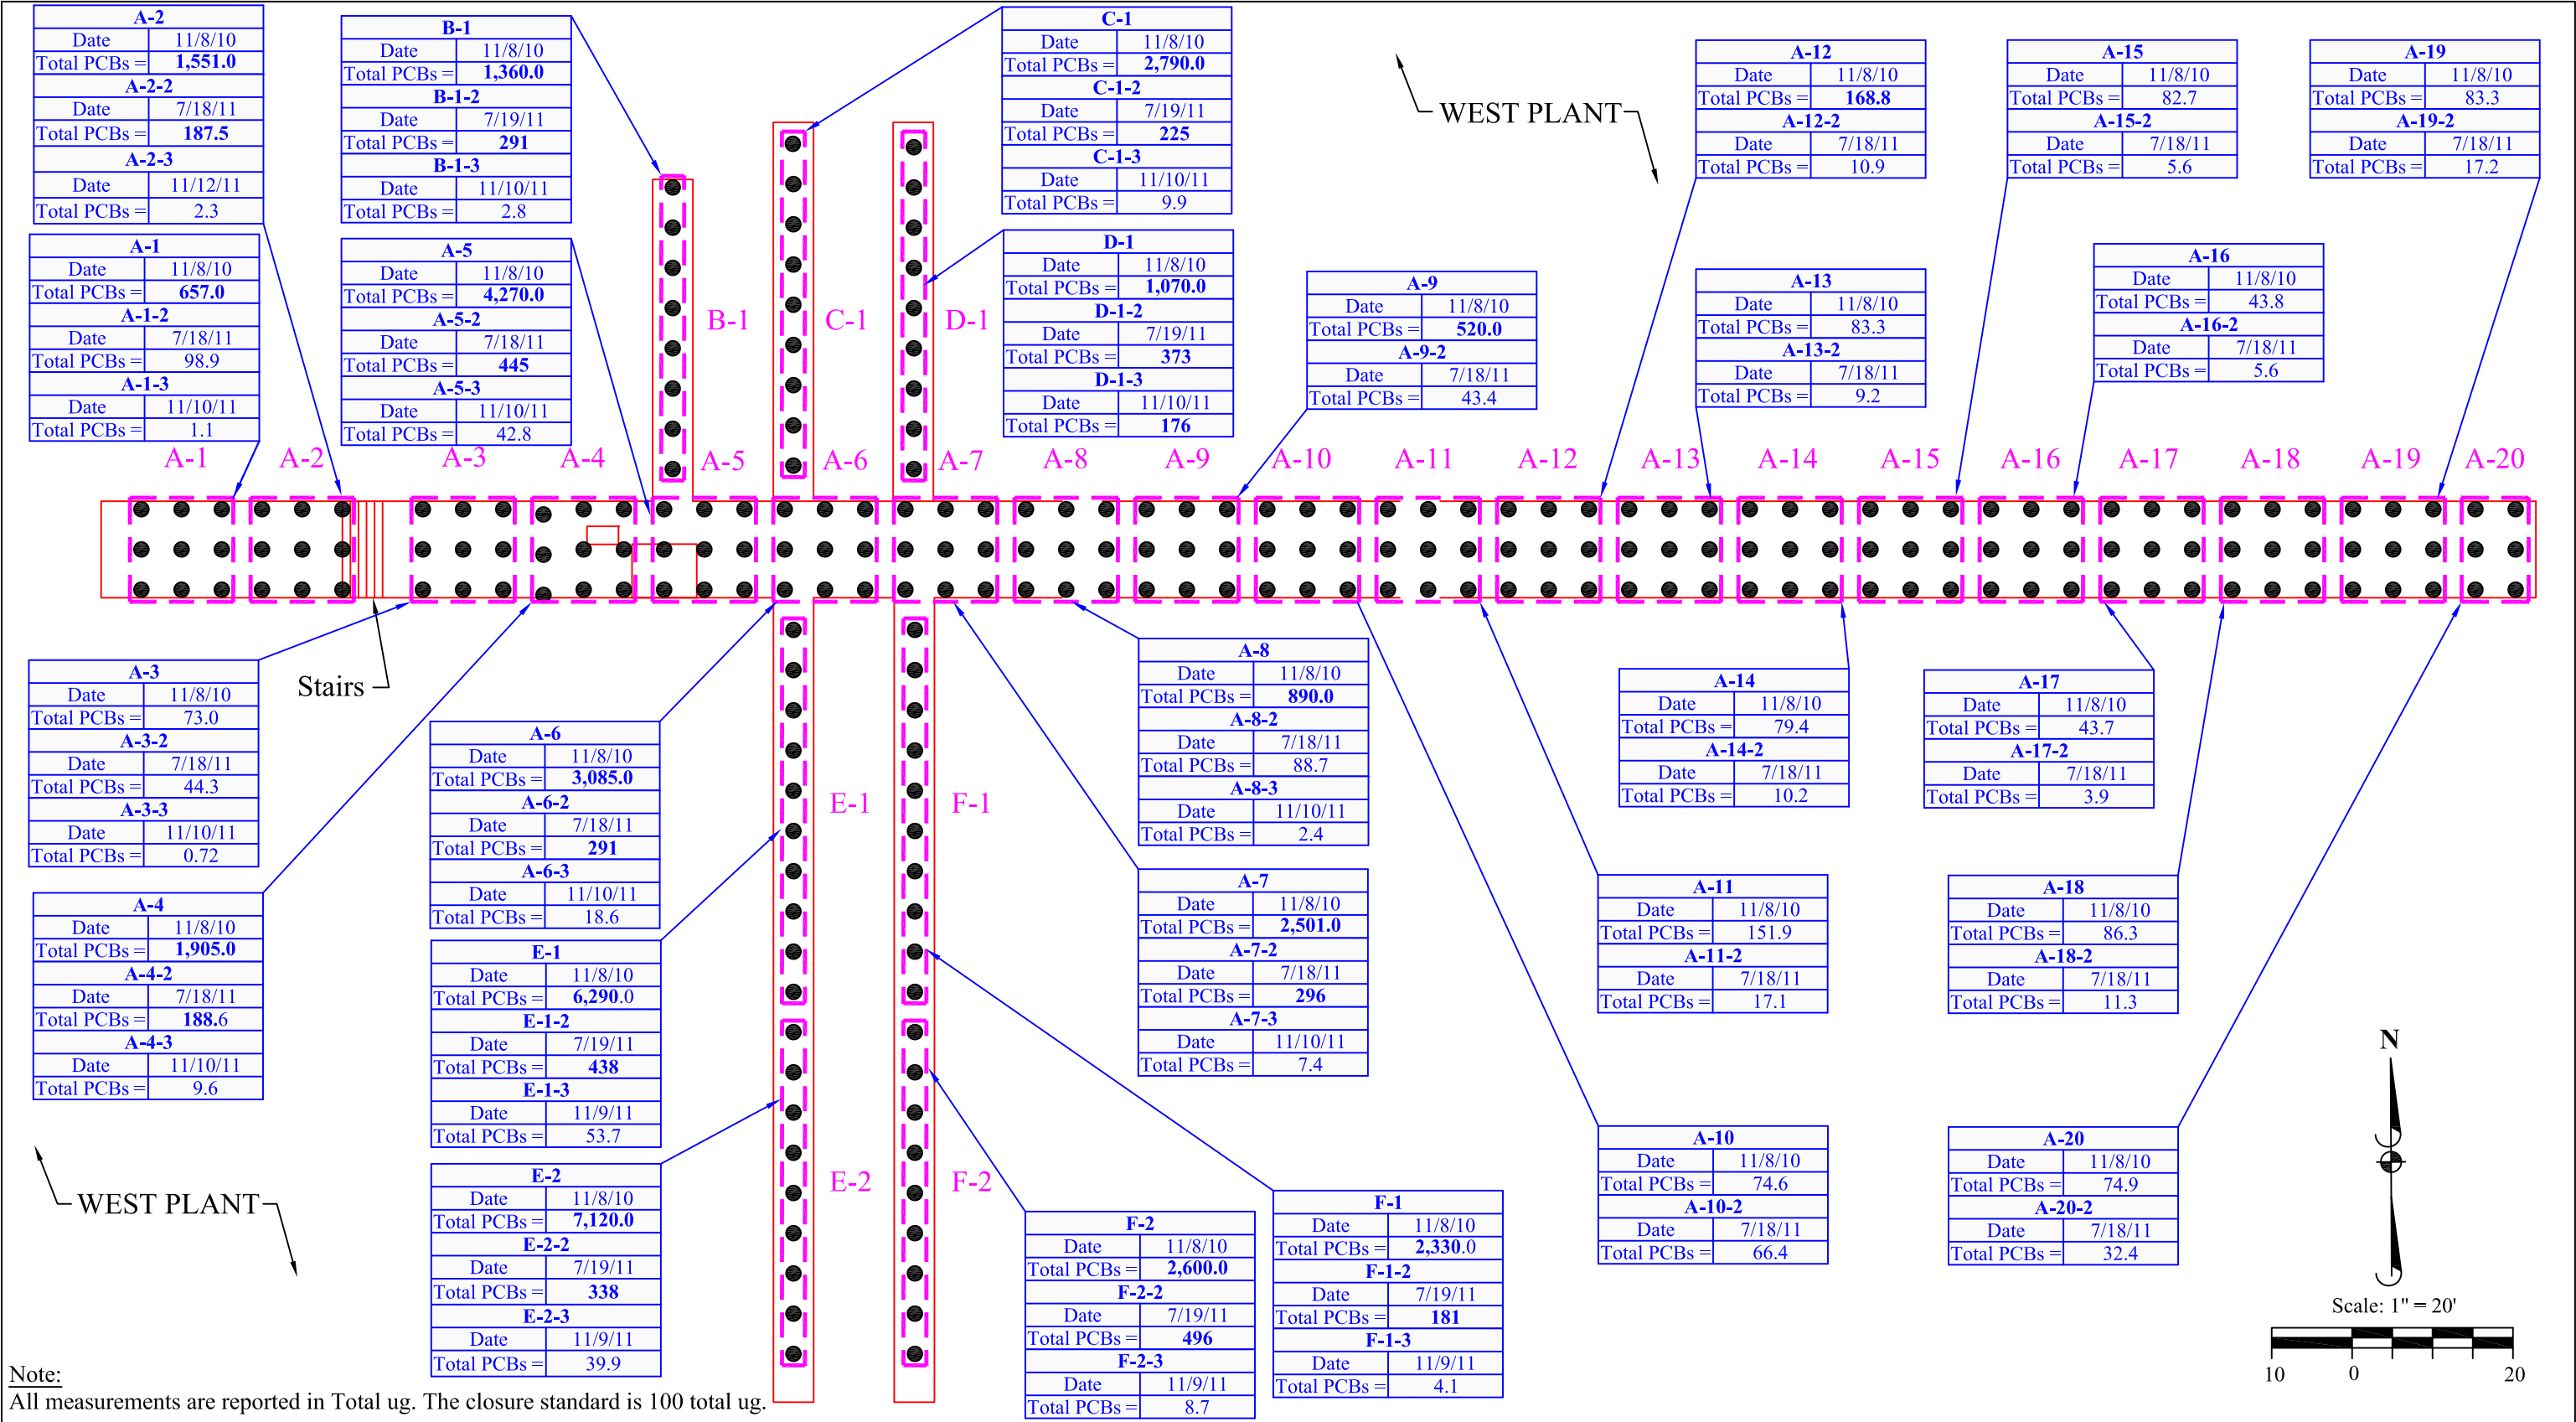 A-2
Date 11/8/10
Total PCBs = 1,551.0
A-2-2
Date 7/18/11
Total PCBs = 187.5
A-2-3
Date 11/12/11
Total PCBs = 2.3
B-1
Date 11/8/10
Total PCBs = 1,360.0
B-1-2
Date 7/19/11
Total PCBs = 291
B-1-3
Date 11/10/11
Total PCBs = 2.8
C-1
Date 11/8/10
Total PCBs = 2,790.0
C-1-2
Date 7/19/11
Total PCBs = 225
C-1-3
Date 11/10/11
Total PCBs = 9.9
WEST PLANT
A-12
Date 11/8/10
Total PCBs = 168.8
A-12-2
Date 7/18/11
Total PCBs = 10.9
A-15
Date 11/8/10
Total PCBs = 82.7
A-15-2
Date 7/18/11
Total PCBs = 5.6
A-19
Date 11/8/10
Total PCBs = 83.3
A-19-2
Date 7/18/11
Total PCBs = 17.2
A-1
Date 11/8/10
Total PCBs = 657.0
A-1-2
Date 7/18/11
Total PCBs = 98.9
A-1-3
Date 11/10/11
Total PCBs = 1.1
A-5
Date 11/8/10
Total PCBs = 4,270.0
A-5-2
Date 7/18/11
Total PCBs = 445
A-5-3
Date 11/10/11
Total PCBs = 42.8
D-1
Date 11/8/10
Total PCBs = 1,070.0
D-1-2
Date 7/19/11
Total PCBs = 373
D-1-3
Date 11/10/11
Total PCBs = 176
A-9
Date 11/8/10
Total PCBs = 520.0
A-9-2
Date 7/18/11
Total PCBs = 43.4
A-13
Date 11/8/10
Total PCBs = 83.3
A-13-2
Date 7/18/11
Total PCBs = 9.2
A-16
Date 11/8/10
Total PCBs = 43.8
A-16-2
Date 7/18/11
Total PCBs = 5.6
B-1 C-1 D-1
A-1 A-2 A-3 A-4 A-5 A-6 A-7 A-8 A-9 A-10 A-11 A-12 A-13 A-14 A-15 A-16 A-17 A-18 A-19 A-20
Stairs
A-3
Date 11/8/10
Total PCBs = 73.0
A-3-2
Date 7/18/11
Total PCBs = 44.3
A-3-3
Date 11/10/11
Total PCBs = 0.72
A-6
Date 11/8/10
Total PCBs = 3,085.0
A-6-2
Date 7/18/11
Total PCBs = 291
A-6-3
Date 11/10/11
Total PCBs = 18.6
E-1 F-1
A-8
Date 11/8/10
Total PCBs = 890.0
A-8-2
Date 7/18/11
Total PCBs = 88.7
A-8-3
Date 11/10/11
Total PCBs = 2.4
A-14
Date 11/8/10
Total PCBs = 79.4
A-14-2
Date 7/18/11
Total PCBs = 10.2
A-17
Date 11/8/10
Total PCBs = 43.7
A-17-2
Date 7/18/11
Total PCBs = 3.9
A-4
Date 11/8/10
Total PCBs = 1,905.0
A-4-2
Date 7/18/11
Total PCBs = 188.6
A-4-3
Date 11/10/11
Total PCBs = 9.6
E-1
Date 11/8/10
Total PCBs = 6,290.0
E-1-2
Date 7/19/11
Total PCBs = 438
E-1-3
Date 11/9/11
Total PCBs = 53.7
A-7
Date 11/8/10
Total PCBs = 2,501.0
A-7-2
Date 7/18/11
Total PCBs = 296
A-7-3
Date 11/10/11
Total PCBs = 7.4
A-11
Date 11/8/10
Total PCBs = 151.9
A-11-2
Date 7/18/11
Total PCBs = 17.1
A-18
Date 11/8/10
Total PCBs = 86.3
A-18-2
Date 7/18/11
Total PCBs = 11.3
N
WEST PLANT
E-2
Date 11/8/10
Total PCBs = 7,120.0
E-2-2
Date 7/19/11
Total PCBs = 338
E-2-3
Date 11/9/11
Total PCBs = 39.9
E-2 F-2
F-2
Date 11/8/10
Total PCBs = 2,600.0
F-2-2
Date 7/19/11
Total PCBs = 496
F-2-3
Date 11/9/11
Total PCBs = 8.7
F-1
Date 11/8/10
Total PCBs = 2,330.0
F-1-2
Date 7/19/11
Total PCBs = 181
F-1-3
Date 11/9/11
Total PCBs = 4.1
A-10
Date 11/8/10
Total PCBs = 74.6
A-10-2
Date 7/18/11
Total PCBs = 66.4
A-20
Date 11/8/10
Total PCBs = 74.9
A-20-2
Date 7/18/11
Total PCBs = 32.4
Scale: 1" = 20'
10 0 20
Note:
All measurements are reported in Total ug. The closure standard is 100 total ug.